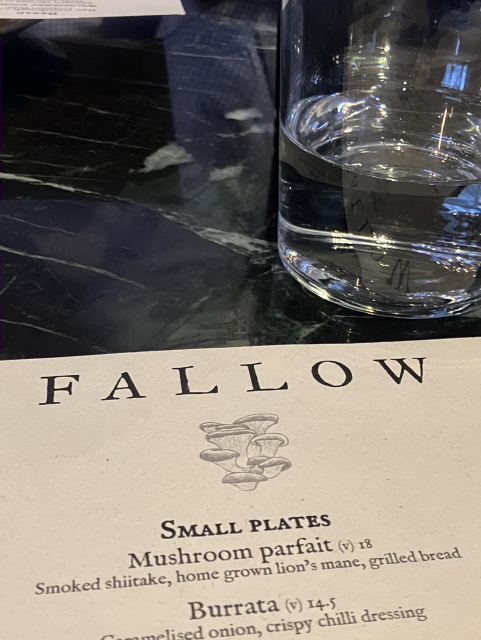 FALLOW
SMALL PLATES
Mushroom parfait (v) 18
Smoked shiitake, home grown lion's mane, grilled bread
Burrata (v) 14.5
Caramelised onion, crispy chilli dressing